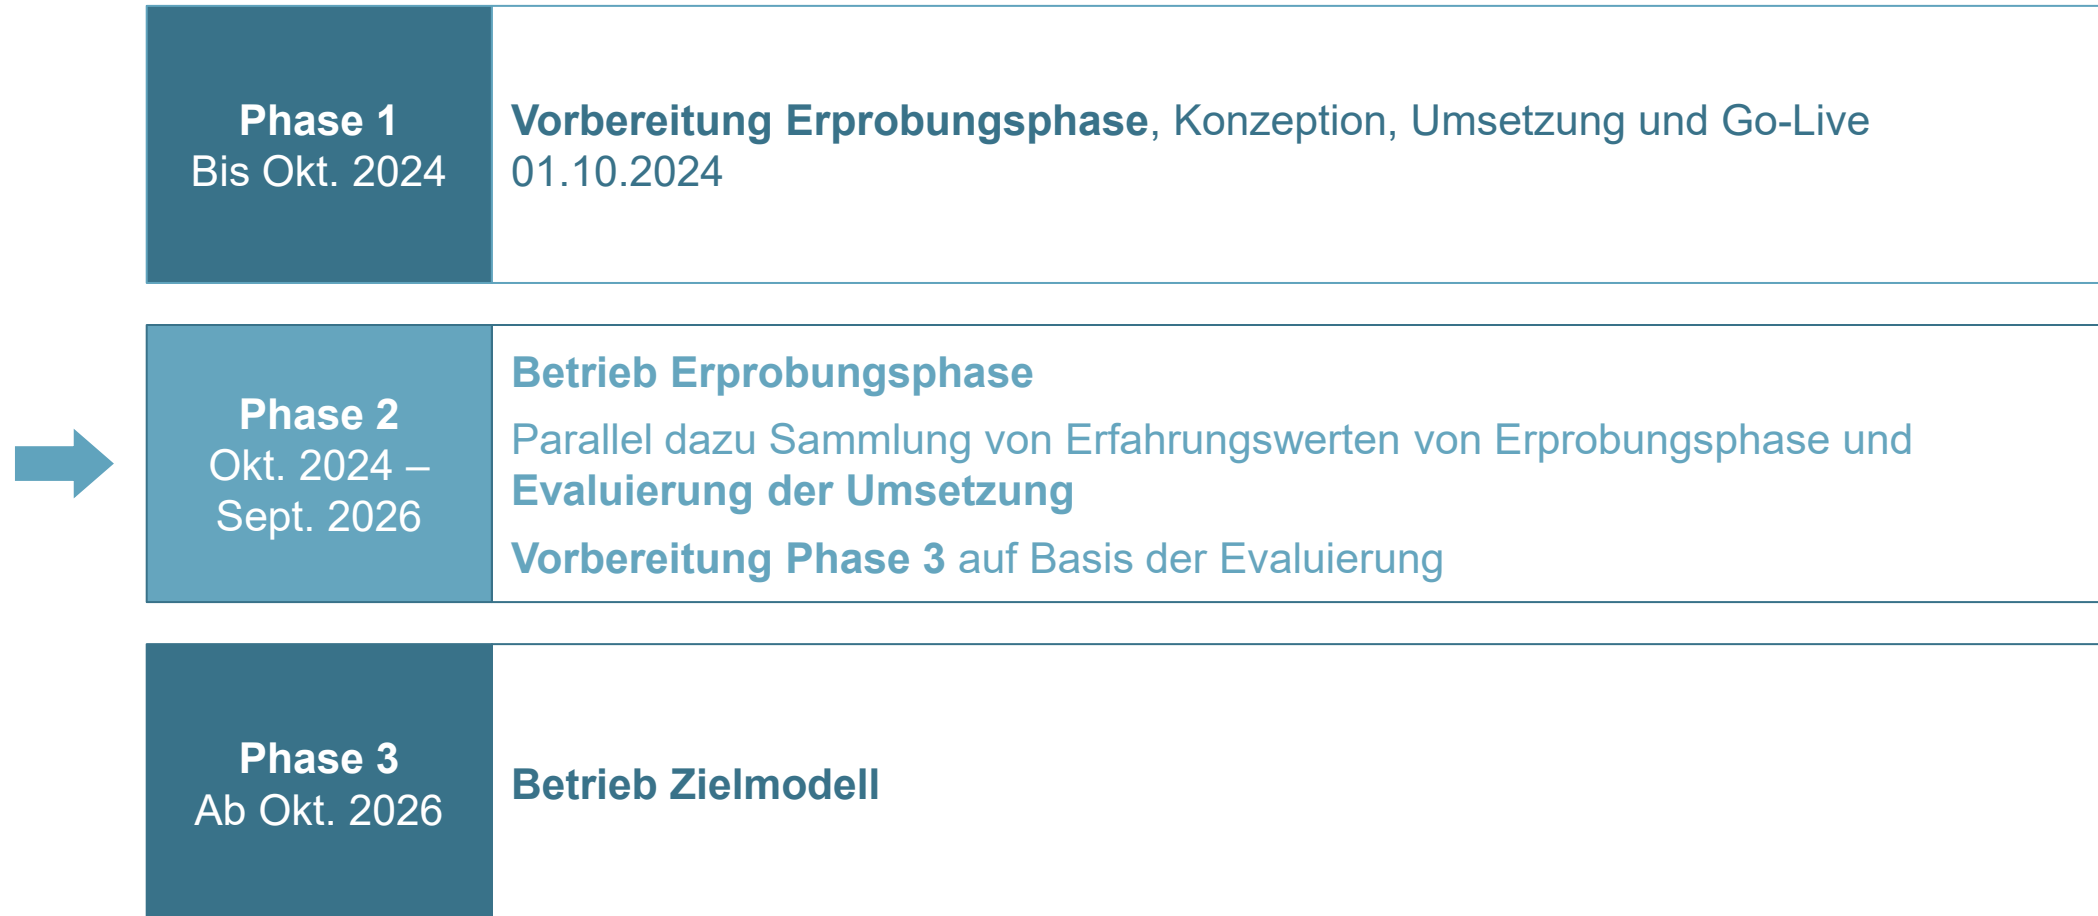 Phase 1
Bis Okt. 2024
Vorbereitung Erprobungsphase, Konzeption, Umsetzung und Go-Live
01.10.2024
Phase 2
Okt. 2024 –
Sept. 2026
Betrieb Erprobungsphase
Parallel dazu Sammlung von Erfahrungswerten von Erprobungsphase und
Evaluierung der Umsetzung
Vorbereitung Phase 3 auf Basis der Evaluierung
Phase 3
Ab Okt. 2026
Betrieb Zielmodell